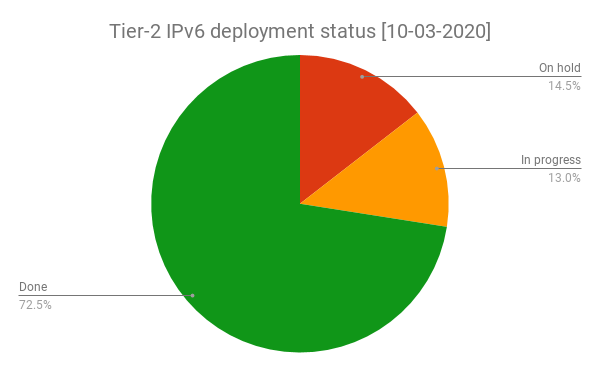 Tier-2 IPv6 deployment status [10-03-2020]
On hold
14.5%
In progress
13.0%
Done
72.5%